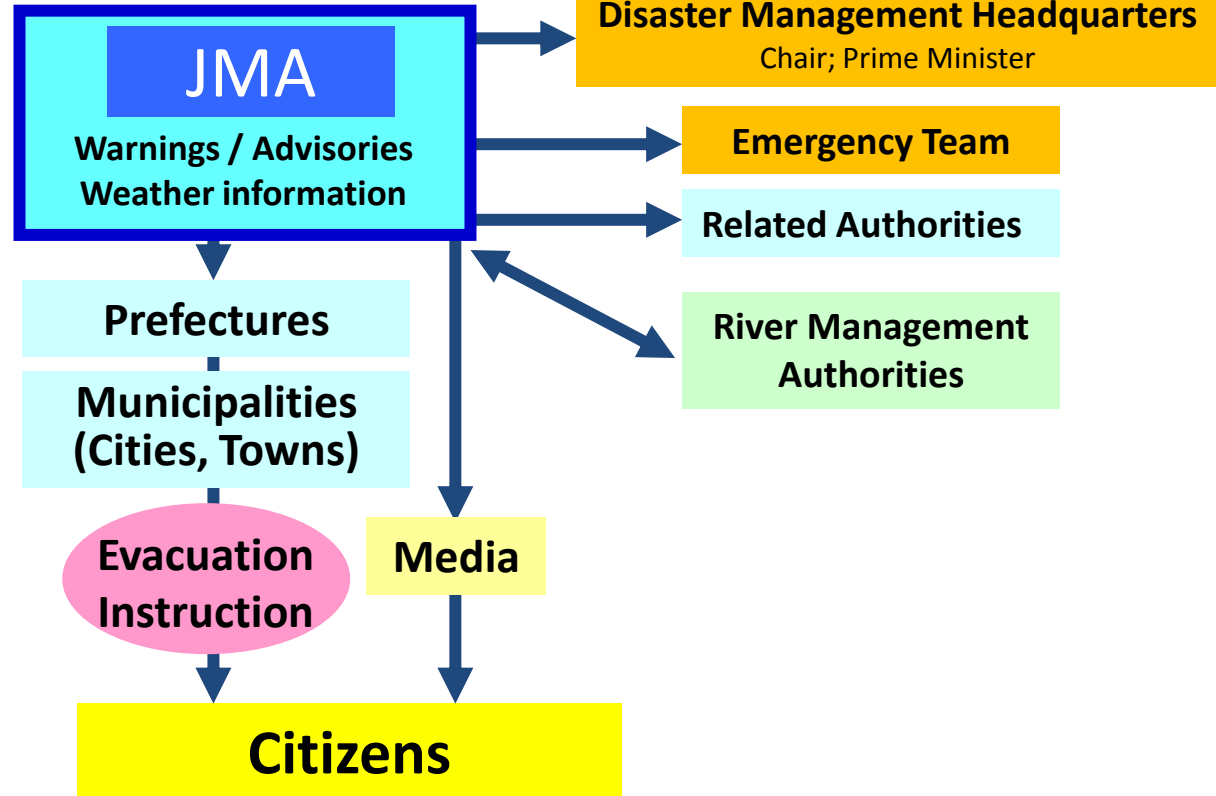 Disaster Management Headquarters
Chair; Prime Minister
JMA
Warnings / Advisories
Weather information
Emergency Team
Related Authorities
River Management
Authorities
Prefectures
Municipalities
(Cities, Towns)
Evacuation
Instruction
Media
Citizens